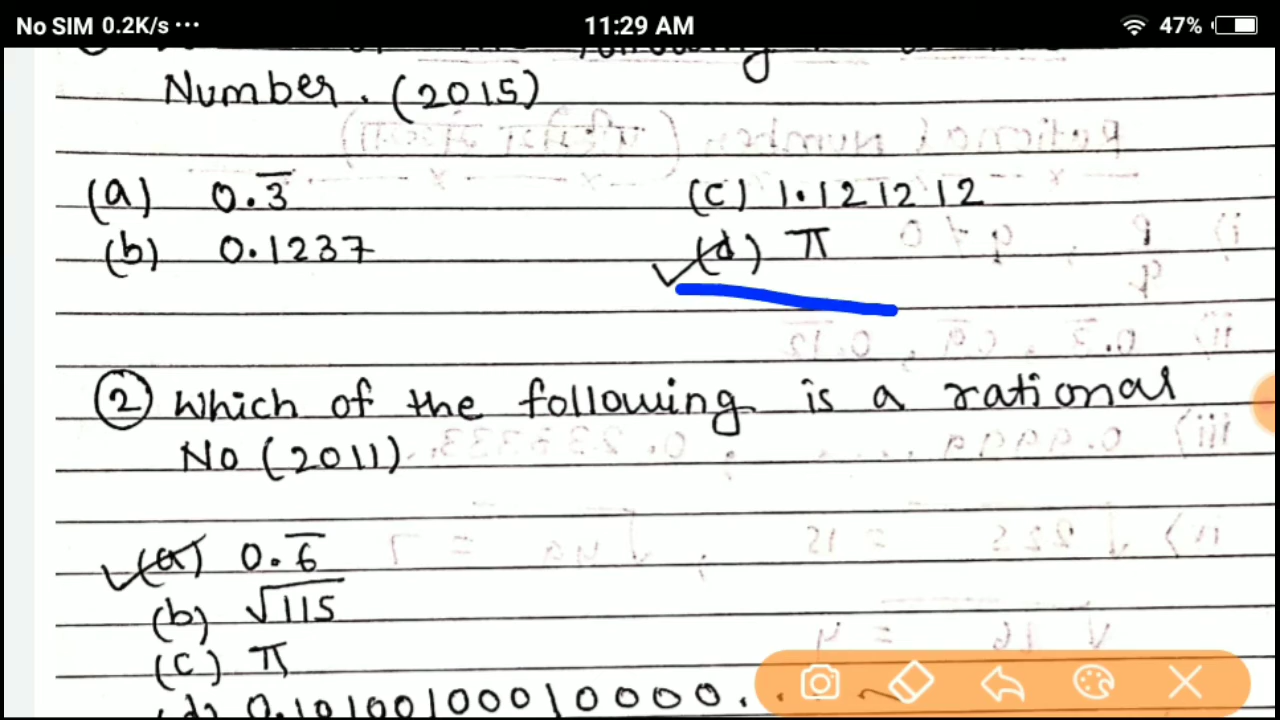 No SIM 0.2K/s ··· 11:29 AM 47%
following
Number. (2015)
(a) 0.3̅ (c) 1.121212
(b) 0.1237 (d) π
② Which of the following is a rational
No (2011)
(a) 0.6̅
(b) √115
(c) π
(d) 0.10100100010000...